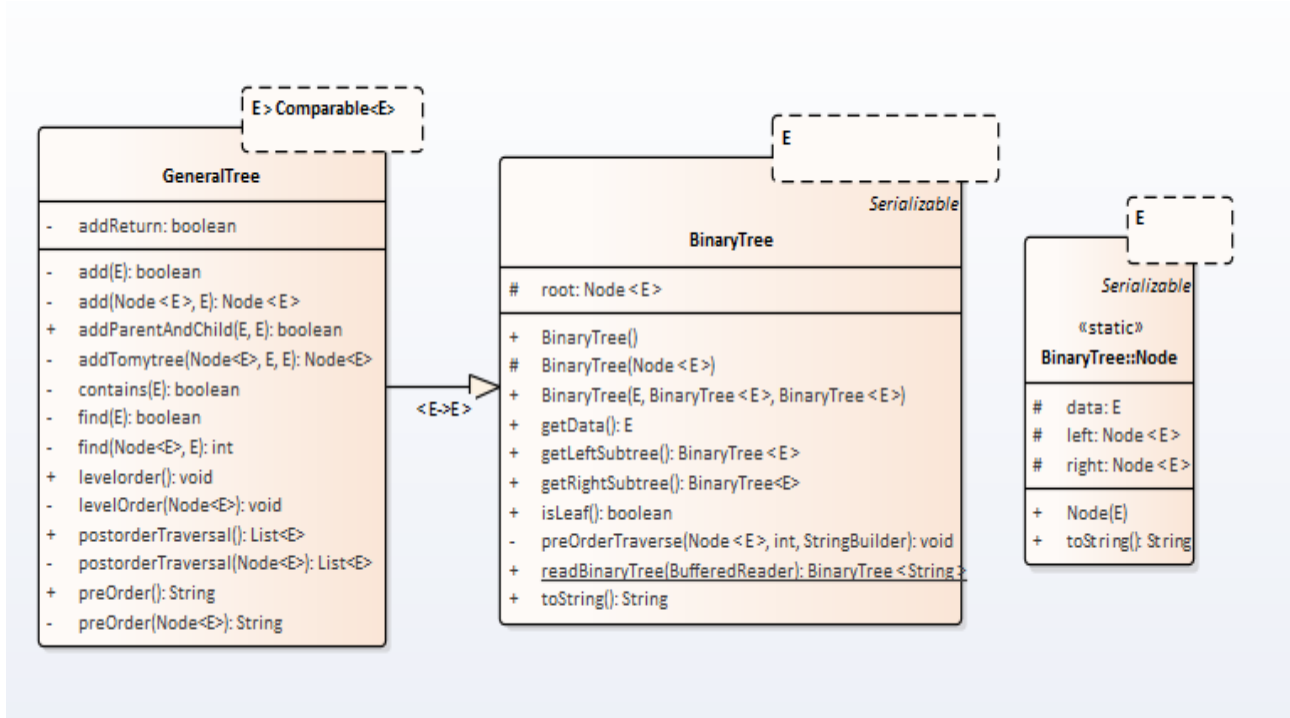 E> Comparable<E>
GeneralTree
- addReturn: boolean
- add(E): boolean
- add(Node <E>, E): Node <E>
+ addParentAndChild(E, E): boolean
- addTomytree(Node<E>, E, E): Node<E>
- contains(E): boolean
- find(E): boolean
- find(Node<E>, E): int
+ levelorder(): void
- levelOrder(Node<E>): void
+ postorderTraversal(): List<E>
- postorderTraversal(Node<E>): List<E>
+ preOrder(): String
- preOrder(Node<E>): String
< E->E >
E
Serializable
BinaryTree
# root: Node <E>
+ BinaryTree()
# BinaryTree(Node <E>)
+ BinaryTree(E, BinaryTree <E>, BinaryTree <E>)
+ getData(): E
+ getLeftSubtree(): BinaryTree <E>
+ getRightSubtree(): BinaryTree<E>
+ isLeaf(): boolean
- preOrderTraverse(Node <E>, int, StringBuilder): void
+ readBinaryTree(BufferedReader): BinaryTree <String >
+ toString(): String
E
Serializable
«static»
BinaryTree::Node
# data: E
# left: Node <E>
# right: Node <E>
+ Node(E)
+ toString(): String